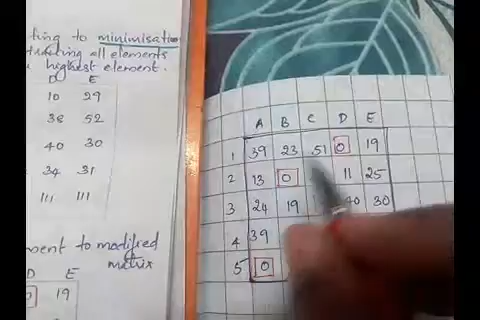 ting to minimisatio
tracting all elements
highest element.
D E
10 29
38 52
40 30
34 31
111 111
ment to modified
matrix
D E
0 19
A B C D E
1 39 23 51 0 19
2 13 0 11 25
3 24 19 40 30
4 39
5 0